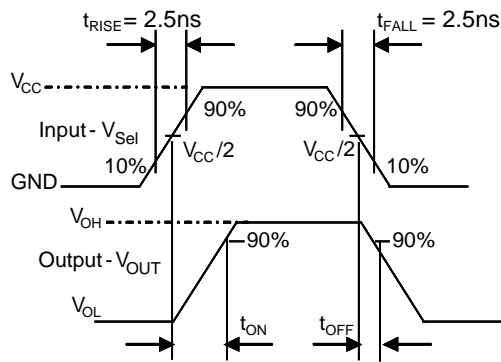 tRISE = 2.5ns
tFALL = 2.5ns
VCC
90%
90%
Input - VSel
VCC/2
VCC/2
10%
10%
GND
VOH
90%
90%
Output - VOUT
VOL
tON
tOFF